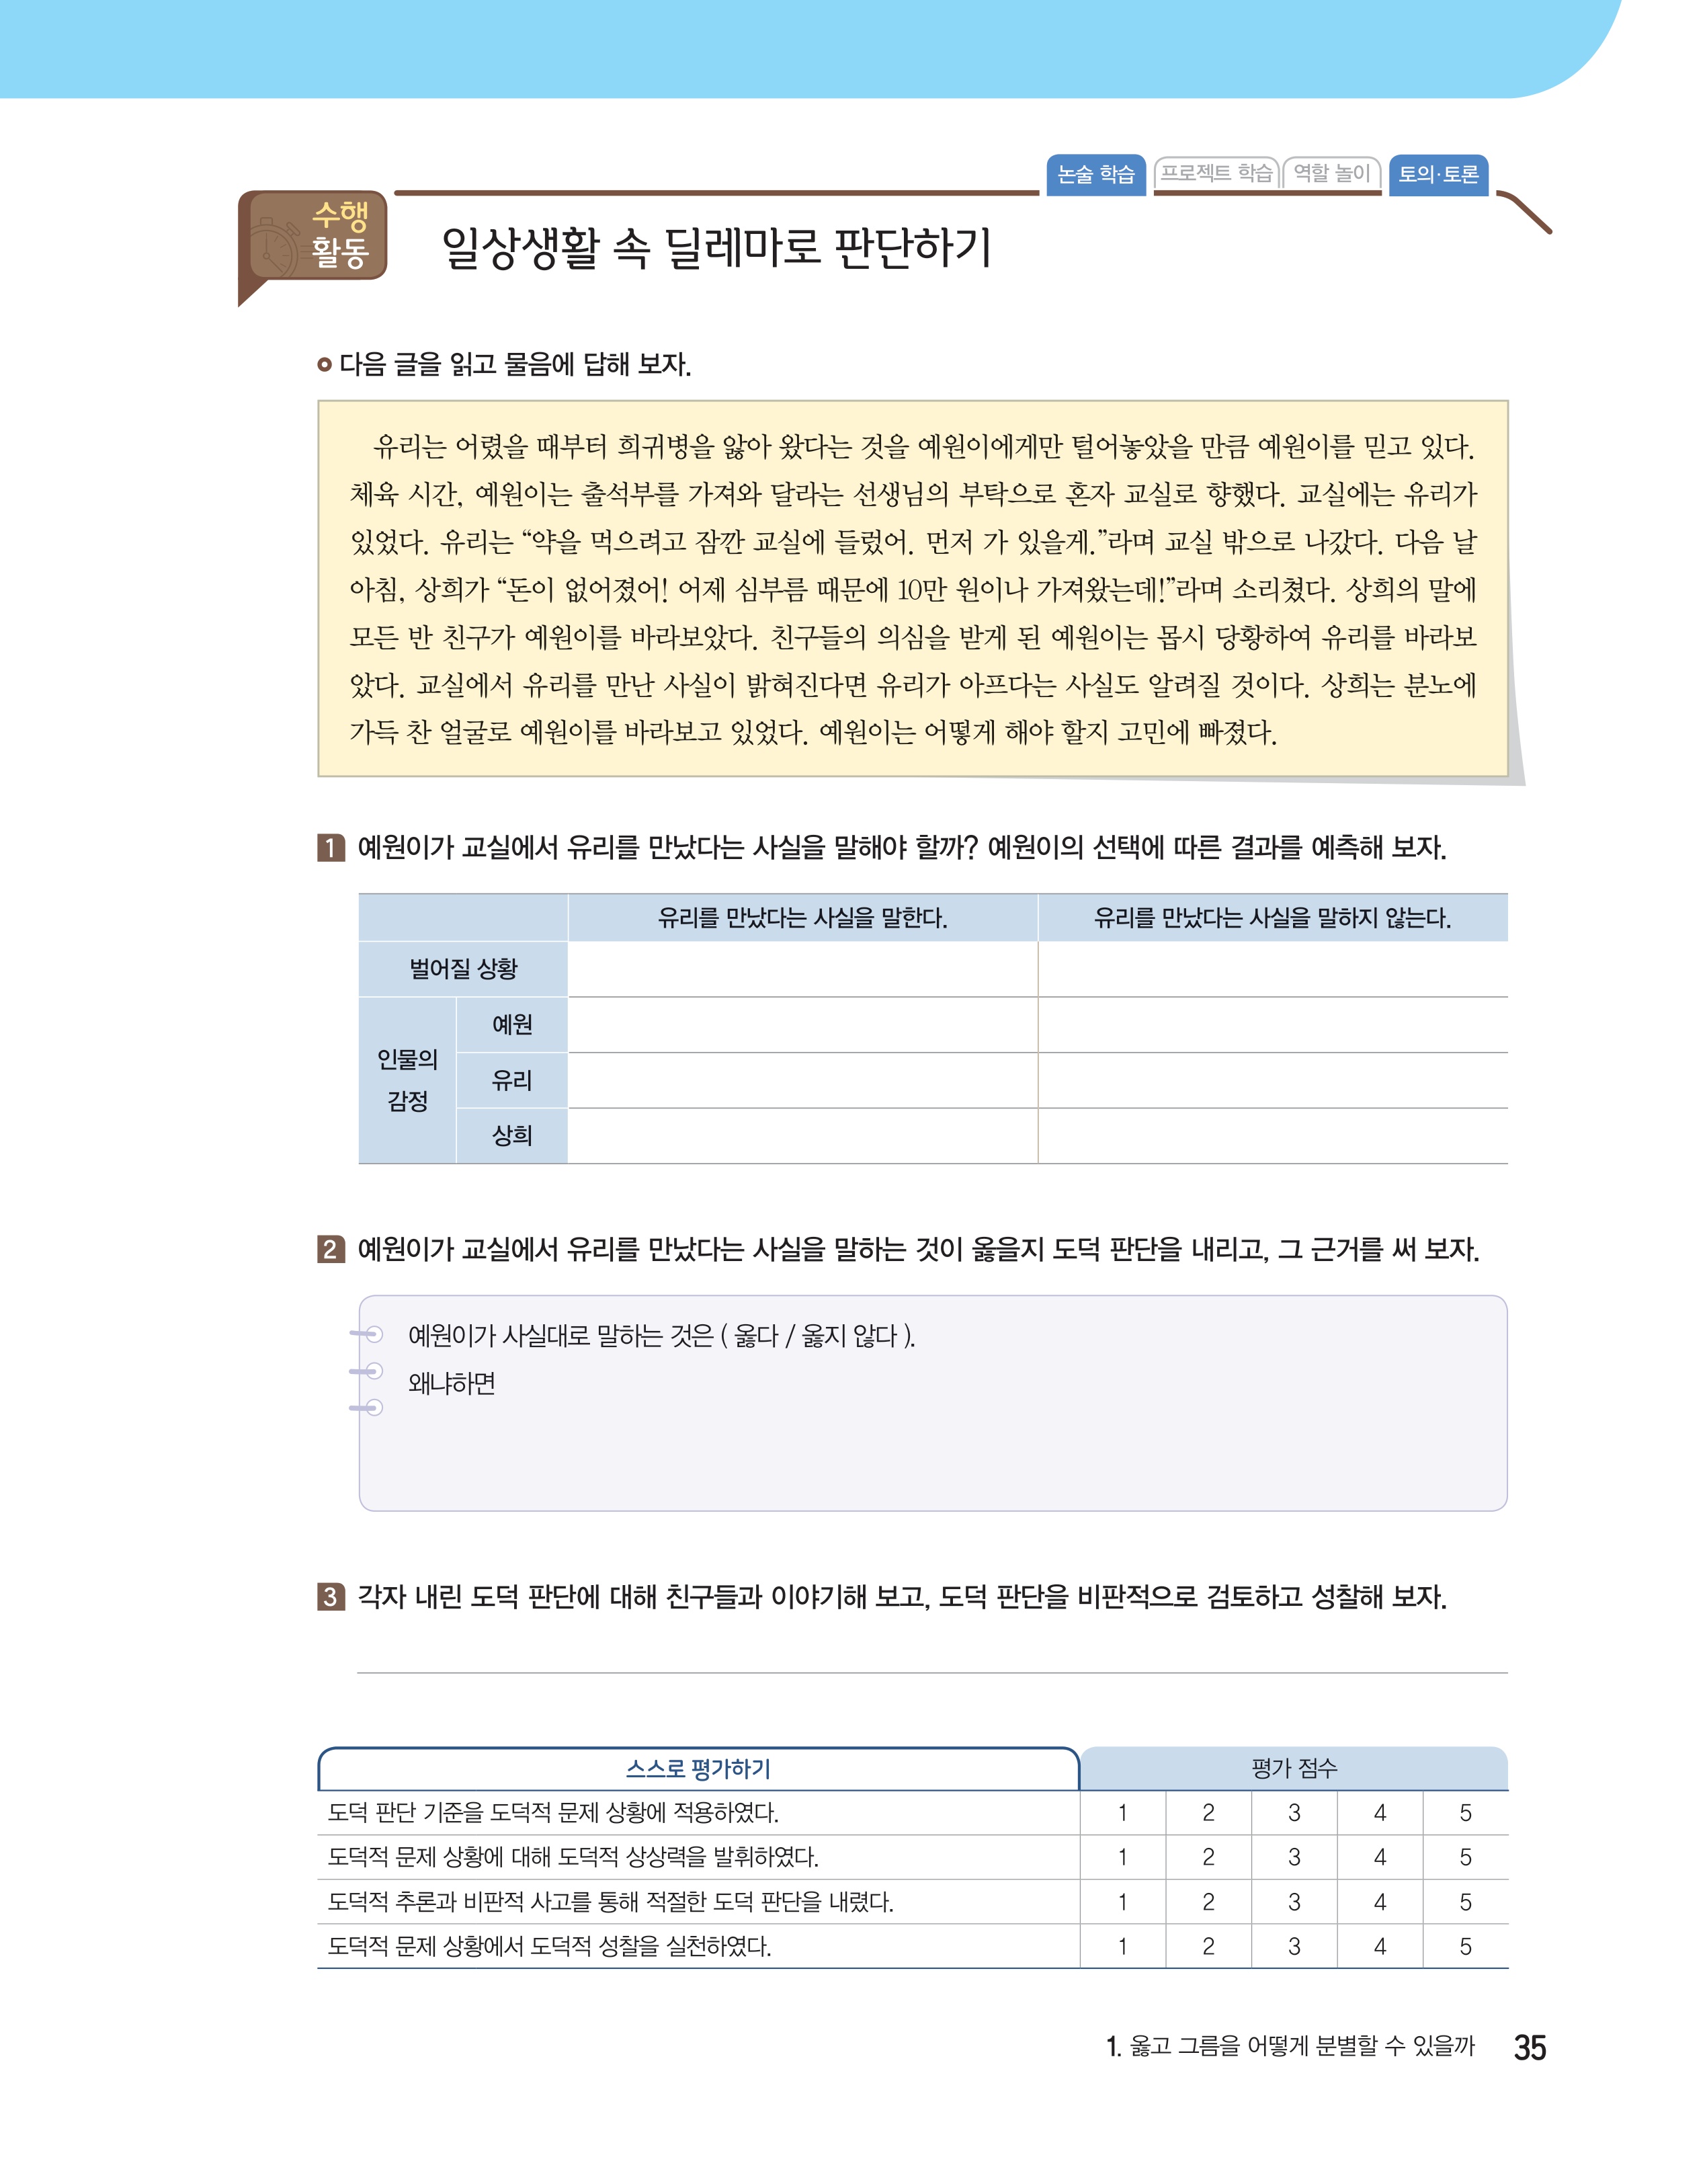 논술 학습 프로젝트 학습 역할 놀이 토의·토론
수행
활동
일상생활 속 딜레마로 판단하기
다음 글을 읽고 물음에 답해 보자.
유리는 어렸을 때부터 희귀병을 앓아 왔다는 것을 예원이에게만 털어놓았을 만큼 예원이를 믿고 있다.
체육 시간, 예원이는 출석부를 가져와 달라는 선생님의 부탁으로 혼자 교실로 향했다. 교실에는 유리가
있었다. 유리는 “약을 먹으려고 잠깐 교실에 들렀어. 먼저 가 있을게.”라며 교실 밖으로 나갔다. 다음 날
아침, 상희가 “돈이 없어졌어! 어제 심부름 때문에 10만 원이나 가져왔는데!”라며 소리쳤다. 상희의 말에
모든 반 친구가 예원이를 바라보았다. 친구들의 의심을 받게 된 예원이는 몹시 당황하여 유리를 바라보
았다. 교실에서 유리를 만난 사실이 밝혀진다면 유리가 아프다는 사실도 알려질 것이다. 상희는 분노에
가득 찬 얼굴로 예원이를 바라보고 있었다. 예원이는 어떻게 해야 할지 고민에 빠졌다.
1 예원이가 교실에서 유리를 만났다는 사실을 말해야 할까? 예원이의 선택에 따른 결과를 예측해 보자.
유리를 만났다는 사실을 말한다. 유리를 만났다는 사실을 말하지 않는다.
벌어질 상황
인물의
감정
예원
유리
상희
2 예원이가 교실에서 유리를 만났다는 사실을 말하는 것이 옳을지 도덕 판단을 내리고, 그 근거를 써 보자.
예원이가 사실대로 말하는 것은 ( 옳다 / 옳지 않다 ).
왜냐하면
3 각자 내린 도덕 판단에 대해 친구들과 이야기해 보고, 도덕 판단을 비판적으로 검토하고 성찰해 보자.
스스로 평가하기 평가 점수
도덕 판단 기준을 도덕적 문제 상황에 적용하였다. 1 2 3 4 5
도덕적 문제 상황에 대해 도덕적 상상력을 발휘하였다. 1 2 3 4 5
도덕적 추론과 비판적 사고를 통해 적절한 도덕 판단을 내렸다. 1 2 3 4 5
도덕적 문제 상황에서 도덕적 성찰을 실천하였다. 1 2 3 4 5
1. 옳고 그름을 어떻게 분별할 수 있을까 35